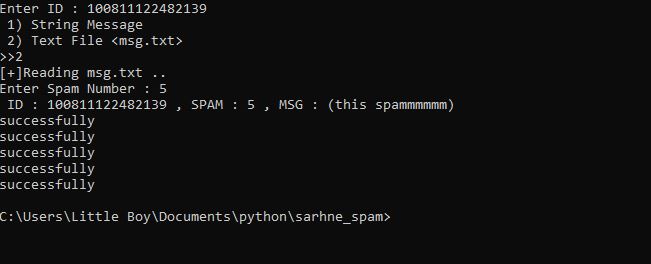 Enter ID : 100811122482139
 1) String Message
 2) Text File <msg.txt>
>>2
[+]Reading msg.txt ..
Enter Spam Number : 5
 ID : 100811122482139 , SPAM : 5 , MSG : (this spammmmmm)
successfully
successfully
successfully
successfully
successfully
C:\Users\Little Boy\Documents\python\sarhne_spam>